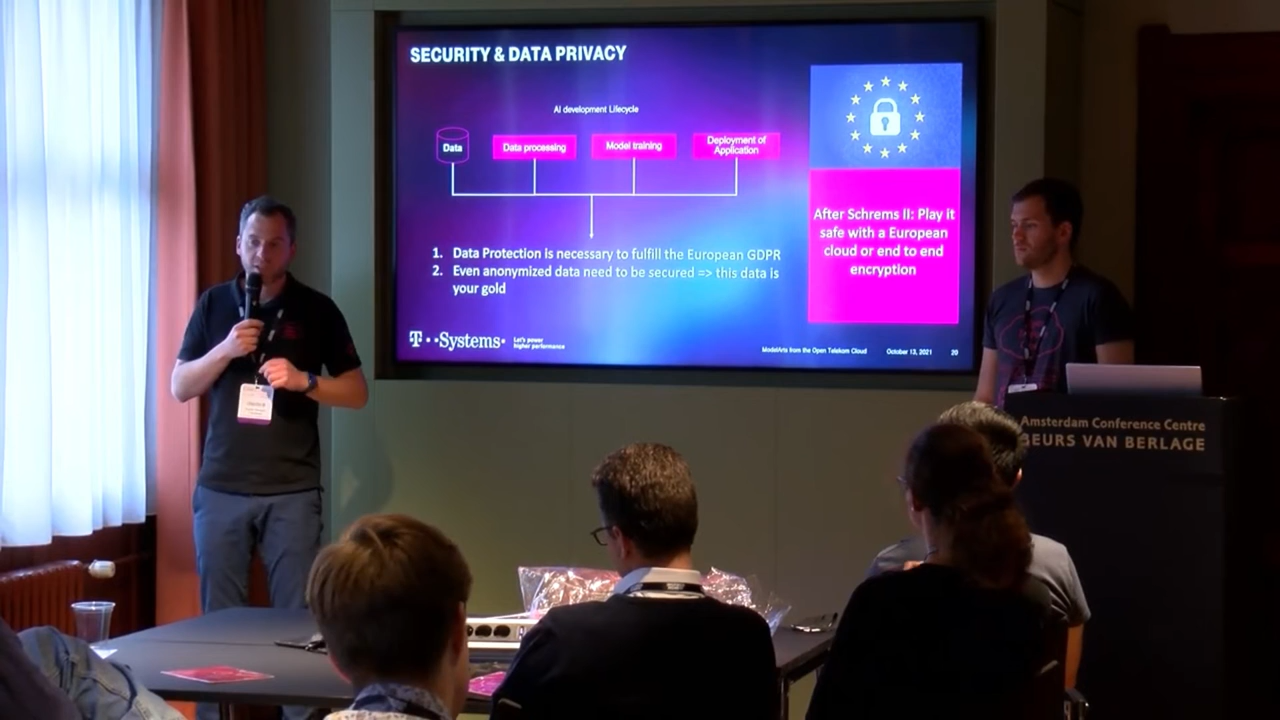 SECURITY & DATA PRIVACY
AI development Lifecycle
Data
Data processing
Model training
Deployment of
Application
1. Data Protection is necessary to fulfill the European GDPR
2. Even anonymized data need to be secured => this data is
your gold
After Schrems II: Play it
safe with a European
cloud or end to end
encryption
T··Systems·
Let's power
higher performance
ModelArts from the Open Telekom Cloud
October 13, 2021
20
Amsterdam Conference Centre
BEURS VAN BERLAGE